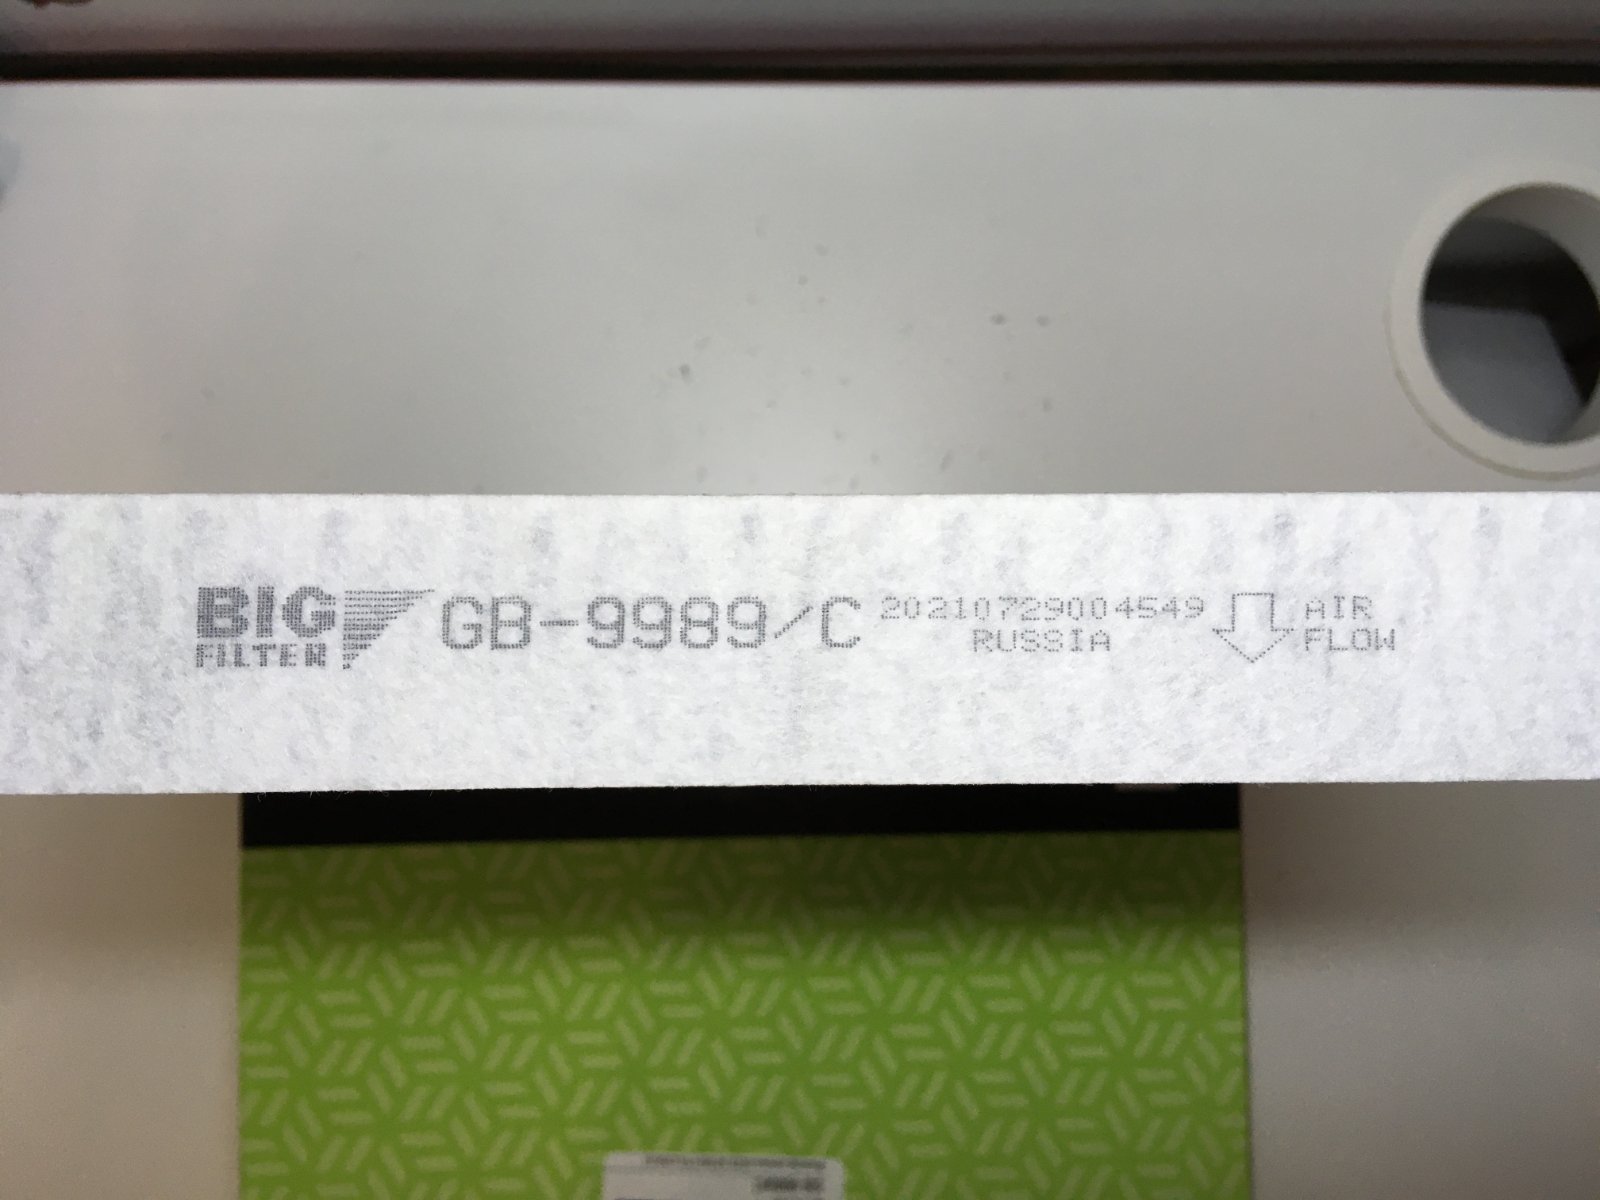 BIG
FILTER
GB-9989/C
20210729004549
RUSSIA
AIR
FLOW